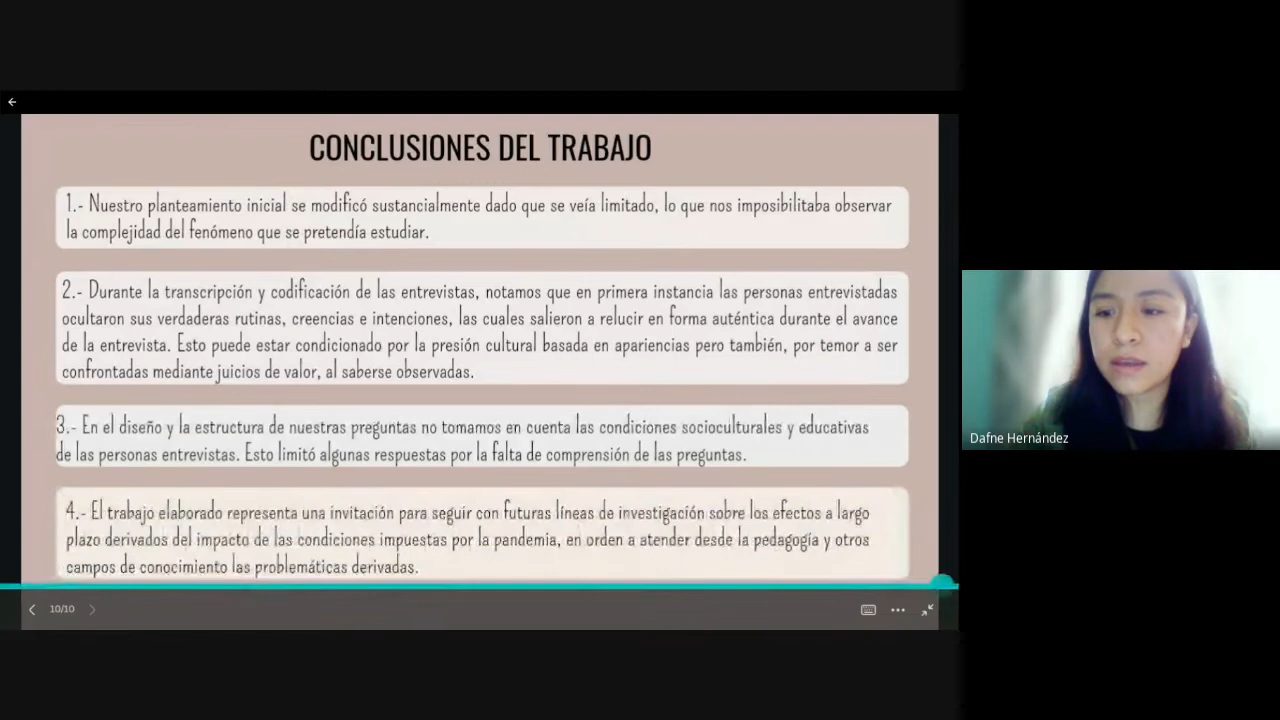 CONCLUSIONES DEL TRABAJO
1.- Nuestro planteamiento inicial se modificó sustancialmente dado que se veía limitado, lo que nos imposibilitaba observar
la complejidad del fenómeno que se pretendía estudiar.
2.- Durante la transcripción y codificación de las entrevistas, notamos que en primera instancia las personas entrevistadas
ocultaron sus verdaderas rutinas, creencias e intenciones, las cuales salieron a relucir en forma auténtica durante el avance
de la entrevista. Esto puede estar condicionado por la presión cultural basada en apariencias pero también, por temor a ser
confrontadas mediante juicios de valor, al saberse observadas.
3.- En el diseño y la estructura de nuestras preguntas no tomamos en cuenta las condiciones socioculturales y educativas
de las personas entrevistas. Esto limitó algunas respuestas por la falta de comprensión de las preguntas.
4.- El trabajo elaborado representa una invitación para seguir con futuras líneas de investigación sobre los efectos a largo
plazo derivados del impacto de las condiciones impuestas por la pandemia, en orden a atender desde la pedagogía y otros
campos de conocimiento las problemáticas derivadas.
10/10
Dafne Hernández